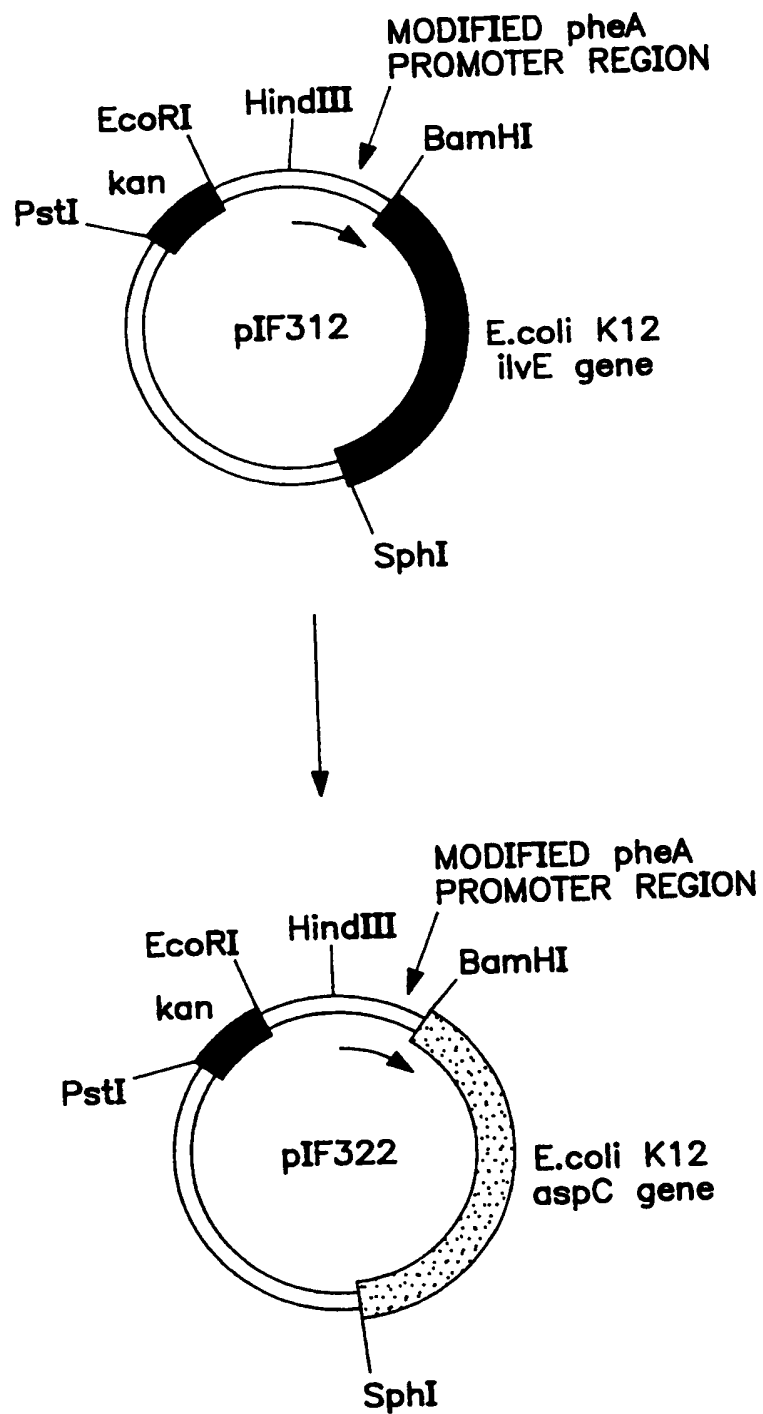 MODIFIED pheA
PROMOTER REGION
HindIII
EcoRI
BamHI
kan
PstI
pIF312
E.coli K12
ilvE gene
SphI
MODIFIED pheA
PROMOTER REGION
HindIII
EcoRI
BamHI
kan
PstI
pIF322
E.coli K12
aspC gene
SphI